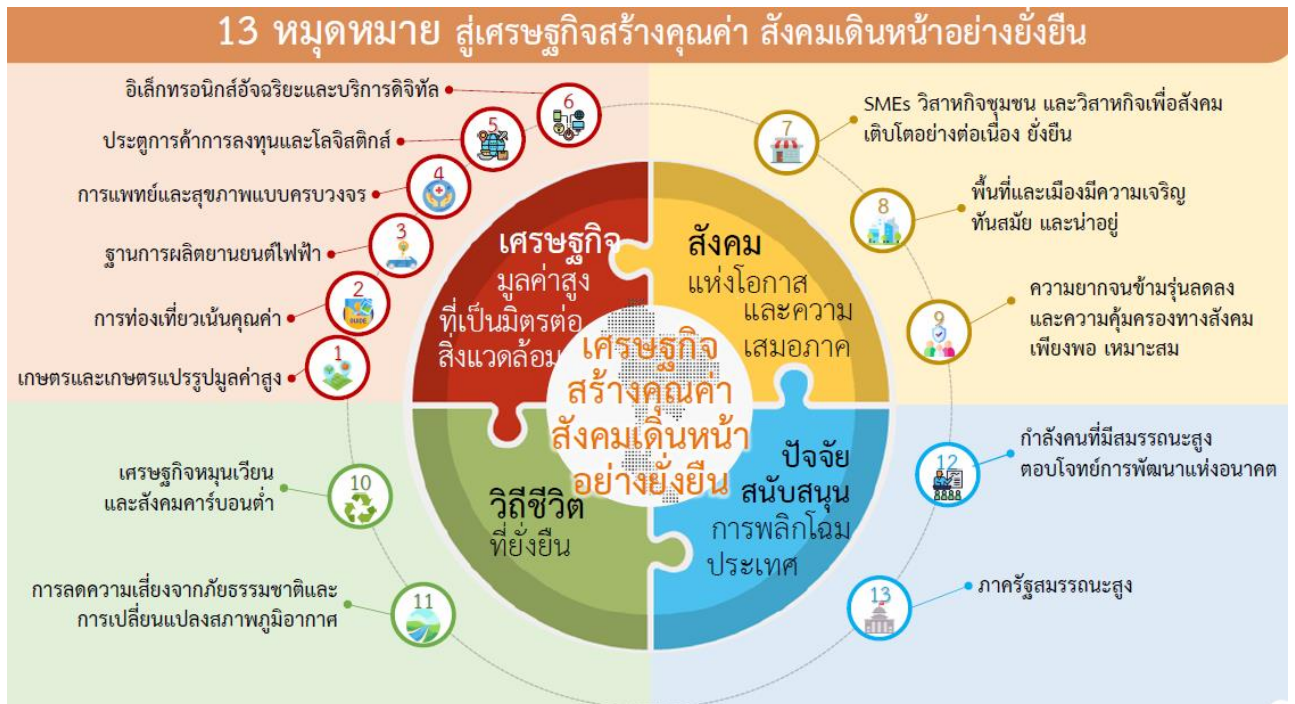 13 หมุดหมาย สู่เศรษฐกิจสร้างคุณค่า สังคมเดินหน้าอย่างยั่งยืน
6
อิเล็กทรอนิกส์อัจฉริยะและบริการดิจิทัล
5
ประตูการค้าการลงทุนและโลจิสติกส์
4
การแพทย์และสุขภาพแบบครบวงจร
3
ฐานการผลิตยานยนต์ไฟฟ้า
2
GUIDE
การท่องเที่ยวเน้นคุณค่า
1
เกษตรและเกษตรแปรรูปมูลค่าสูง
เศรษฐกิจ
มูลค่าสูง
ที่เป็นมิตรต่อ
สิ่งแวดล้อม
สังคม
แห่งโอกาส
และความ
เสมอภาค
7
SMEs วิสาหกิจชุมชน และวิสาหกิจเพื่อสังคม
เติบโตอย่างต่อเนื่อง ยั่งยืน
8
พื้นที่และเมืองมีความเจริญ
ทันสมัย และน่าอยู่
9
ความยากจนข้ามรุ่นลดลง
และความคุ้มครองทางสังคม
เพียงพอ เหมาะสม
เศรษฐกิจ
สร้างคุณค่า
สังคมเดินหน้า
อย่างยั่งยืน
10
เศรษฐกิจหมุนเวียน
และสังคมคาร์บอนต่ำ
11
การลดความเสี่ยงจากภัยธรรมชาติและ
การเปลี่ยนแปลงสภาพภูมิอากาศ
วิถีชีวิต
ที่ยั่งยืน
ปัจจัย
สนับสนุน
การพลิกโฉม
ประเทศ
12
กำลังคนที่มีสมรรถนะสูง
ตอบโจทย์การพัฒนาแห่งอนาคต
13
ภาครัฐสมรรถนะสูง